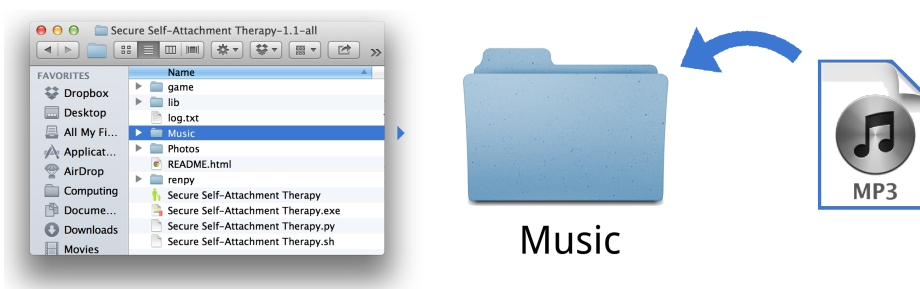 Secure Self-Attachment Therapy-1.1-all
FAVORITES
Dropbox
Desktop
All My Fi...
Applicat...
AirDrop
Computing
Docume...
Downloads
Movies
Name
game
lib
log.txt
Music
Photos
README.html
renpy
Secure Self-Attachment Therapy
Secure Self-Attachment Therapy.exe
Secure Self-Attachment Therapy.py
Secure Self-Attachment Therapy.sh
Music
MP3